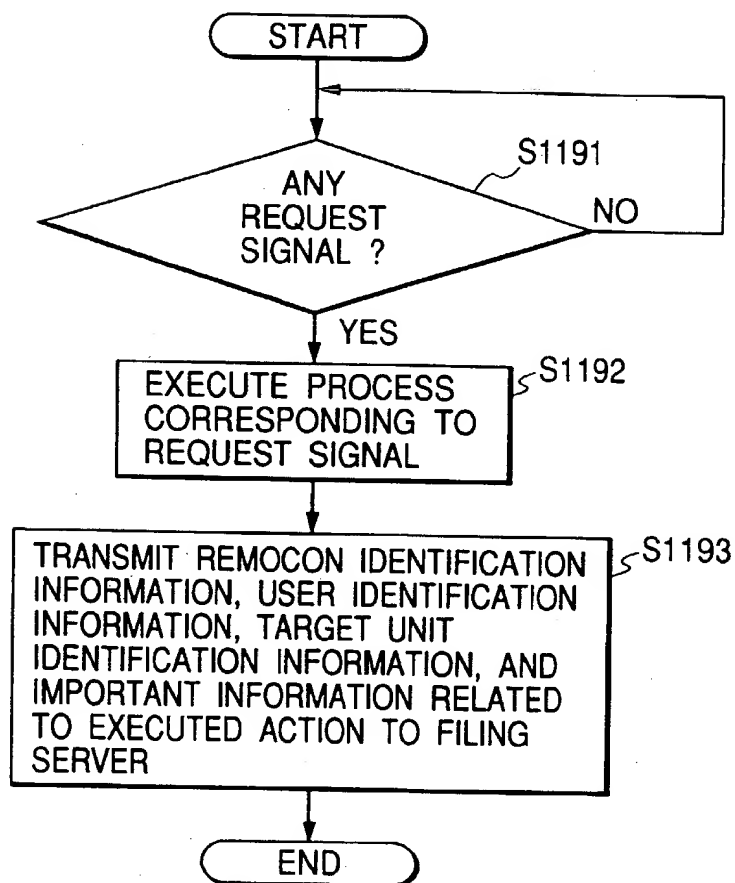 START
S1191
ANY
REQUEST
SIGNAL ?
NO
YES
S1192
EXECUTE PROCESS
CORRESPONDING TO
REQUEST SIGNAL
S1193
TRANSMIT REMOCON IDENTIFICATION
INFORMATION, USER IDENTIFICATION
INFORMATION, TARGET UNIT
IDENTIFICATION INFORMATION, AND
IMPORTANT INFORMATION RELATED
TO EXECUTED ACTION TO FILING
SERVER
END